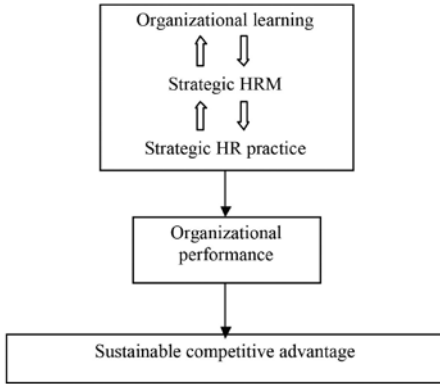 Organizational learning
Strategic HRM
Strategic HR practice
Organizational
performance
Sustainable competitive advantage